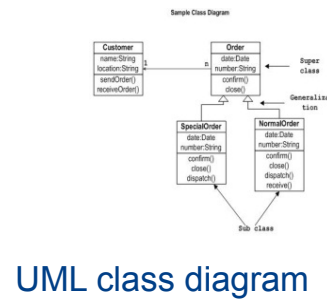 Sample Class Diagram
Customer
name:String
location:String
sendOrder()
receiveOrder()
1
n
Order
date:Date
number:String
confirm()
close()
Super
class
Generaliza
tion
SpecialOrder
date:Date
number:String
confirm()
close()
dispatch()
NormalOrder
date:Date
number:String
confirm()
close()
dispatch()
receive()
Sub class
UML class diagram